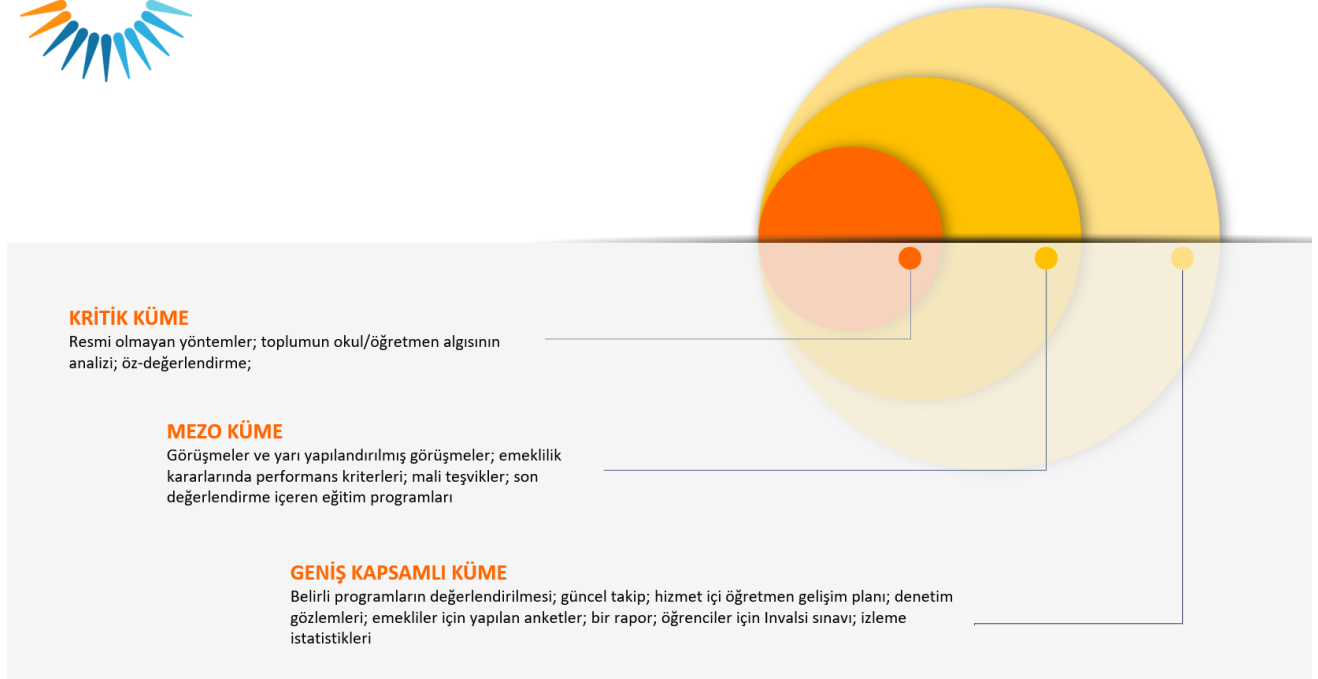 KRİTİK KÜME
Resmi olmayan yöntemler; toplumun okul/öğretmen algısının
analizi; öz-değerlendirme;
MEZO KÜME
Görüşmeler ve yarı yapılandırılmış görüşmeler; emeklilik
kararlarında performans kriterleri; mali teşvikler; son
değerlendirme içeren eğitim programları
GENİŞ KAPSAMLI KÜME
Belirli programların değerlendirilmesi; güncel takip; hizmet içi öğretmen gelişim planı; denetim
gözlemleri; emekliler için yapılan anketler; bir rapor; öğrenciler için Invalsi sınavı; izleme
istatistikleri